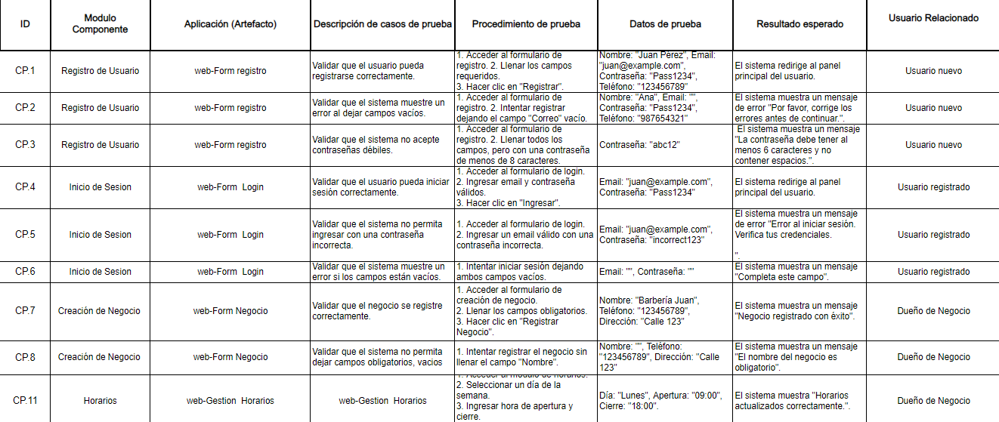 ID
Modulo
Componente
Aplicación (Artefacto)
Descripción de casos de prueba
Procedimiento de prueba
Datos de prueba
Resultado esperado
Usuario Relacionado
CP.1
Registro de Usuario
web-Form registro
Validar que el usuario pueda
registrarse correctamente.
1. Acceder al formulario de
registro. 2. Llenar los campos
requeridos.
3. Hacer clic en "Registrar".
Nombre: "Juan Pérez", Email:
"juan@example.com",
Contraseña: "Pass1234",
Teléfono: "123456789"
El sistema redirige al panel
principal del usuario.
Usuario nuevo
CP.2
Registro de Usuario
web-Form registro
Validar que el sistema muestre un
error al dejar campos vacíos.
1. Acceder al formulario de
registro. 2. Intentar registrar
dejando el campo "Correo" vacío.
Nombre: "Ana", Email: "",
Contraseña: "Pass1234",
Teléfono: "987654321"
El sistema muestra un mensaje
de error "Por favor, corrige los
errores antes de continuar.".
Usuario nuevo
CP.3
Registro de Usuario
web-Form registro
Validar que el sistema no acepte
contraseñas débiles.
1. Acceder al formulario de
registro. 2. Llenar todos los
campos, pero con una contraseña
de menos de 8 caracteres.
Contraseña: "abc12"
El sistema muestra un mensaje
"La contraseña debe tener al
menos 6 caracteres y no
contener espacios.".
Usuario nuevo
CP.4
Inicio de Sesion
web-Form Login
Validar que el usuario pueda iniciar
sesión correctamente.
1. Acceder al formulario de login.
2. Ingresar email y contraseña
válidos.
3. Hacer clic en "Ingresar".
Email: "juan@example.com",
Contraseña: "Pass1234"
El sistema redirige al panel
principal del usuario.
Usuario registrado
CP.5
Inicio de Sesion
web-Form Login
Validar que el sistema no permita
ingresar con una contraseña
incorrecta.
1. Acceder al formulario de login.
2. Ingresar un email válido con una
contraseña incorrecta.
Email: "juan@example.com",
Contraseña: "incorrect123"
El sistema muestra un mensaje
de error "Error al iniciar sesión.
Verifica tus credenciales.
".
Usuario registrado
CP.6
Inicio de Sesion
web-Form Login
Validar que el sistema muestre un
error si los campos están vacíos.
1. Intentar iniciar sesión dejando
ambos campos vacíos.
Email: "", Contraseña: ""
El sistema muestra un mensaje
"Completa este campo".
Usuario registrado
CP.7
Creación de Negocio
web-Form Negocio
Validar que el negocio se registre
correctamente.
1. Acceder al formulario de
creación de negocio.
2. Llenar los campos obligatorios.
3. Hacer clic en "Registrar
Negocio".
Nombre: "Barbería Juan",
Teléfono: "123456789",
Dirección: "Calle 123"
El sistema muestra un mensaje
"Negocio registrado con éxito".
Dueño de Negocio
CP.8
Creación de Negocio
web-Form Negocio
Validar que el sistema no permita
dejar campos obligatorios, vacios
1. Intentar registrar el negocio sin
llenar el campo "Nombre".
Nombre: "", Teléfono:
"123456789", Dirección: "Calle
123"
El sistema muestra un mensaje
"El nombre del negocio es
obligatorio".
Dueño de Negocio
CP.11
Horarios
web-Gestion Horarios
web-Gestion Horarios
1. Acceder al módulo de horarios.
2. Seleccionar un día de la
semana.
3. Ingresar hora de apertura y
cierre.
Día: "Lunes", Apertura: "09:00",
Cierre: "18:00".
El sistema muestra "Horarios
actualizados correctamente.".
Dueño de Negocio